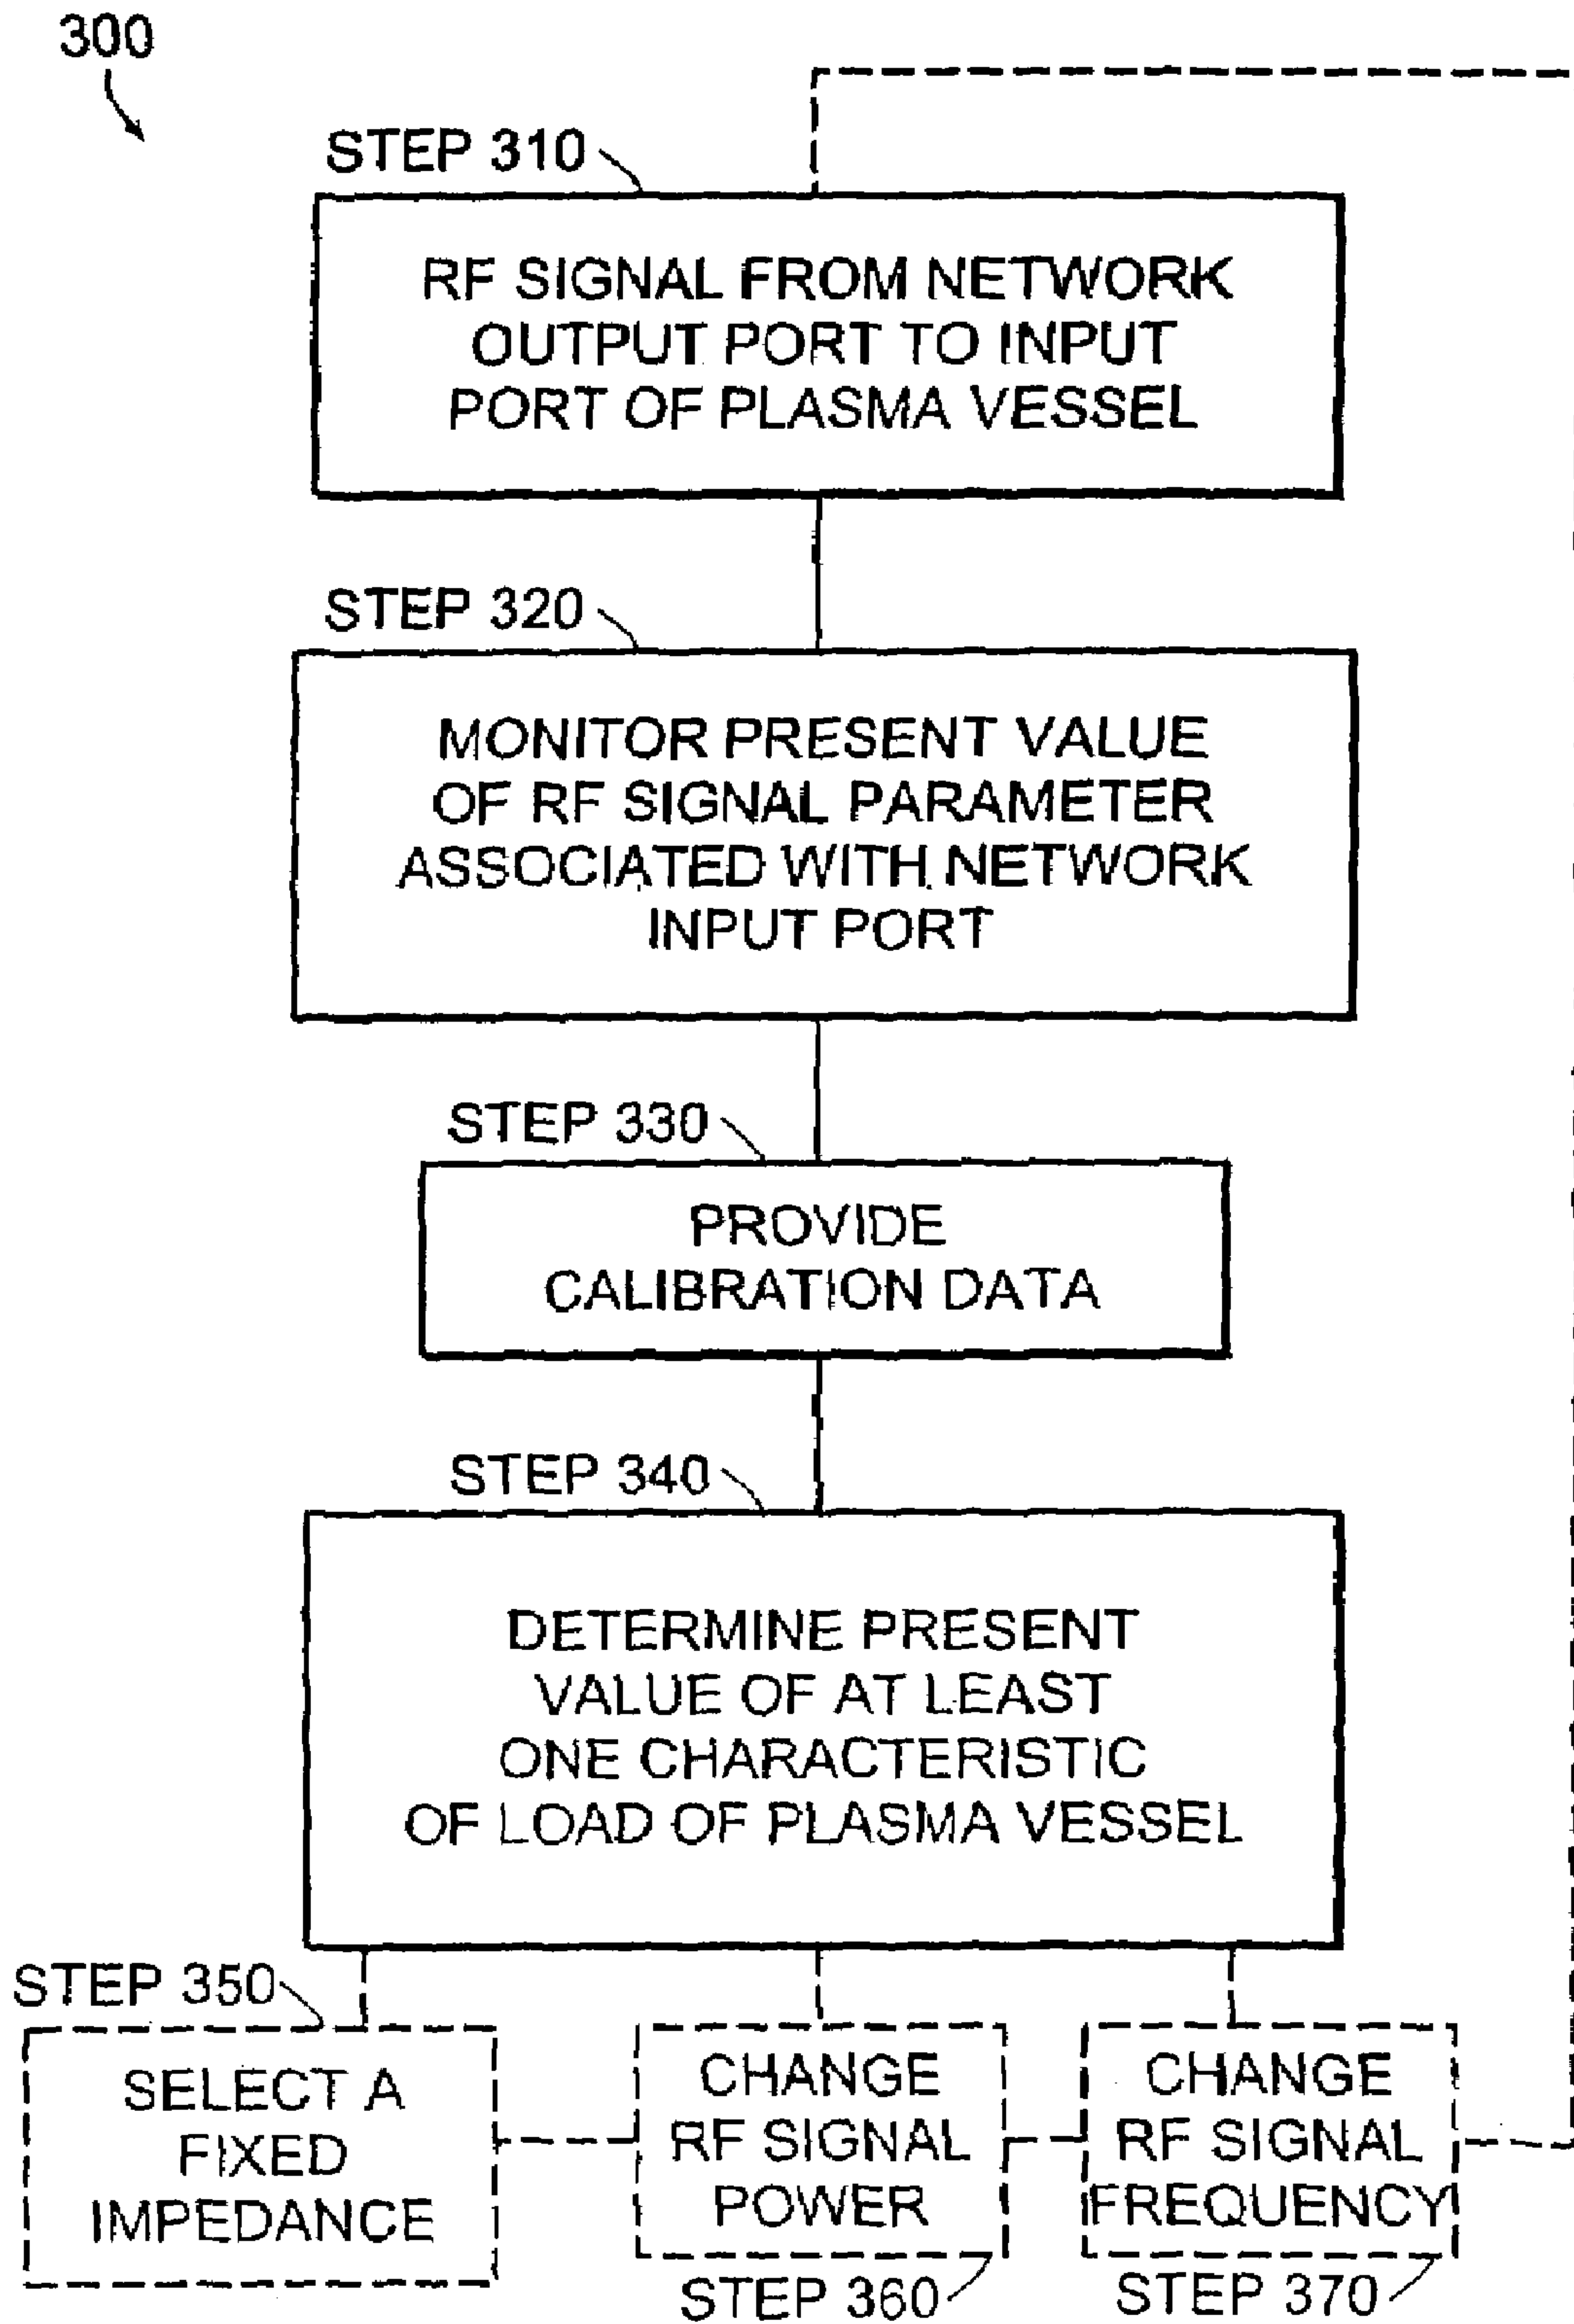 300
STEP 310
RF SIGNAL FROM NETWORK
OUTPUT PORT TO INPUT
PORT OF PLASMA VESSEL
STEP 320
MONITOR PRESENT VALUE
OF RF SIGNAL PARAMETER
ASSOCIATED WITH NETWORK
INPUT PORT
STEP 330
PROVIDE
CALIBRATION DATA
STEP 340
DETERMINE PRESENT
VALUE OF AT LEAST
ONE CHARACTERISTIC
OF LOAD OF PLASMA VESSEL
STEP 350
SELECT A
FIXED
IMPEDANCE
CHANGE
RF SIGNAL
POWER
STEP 360
CHANGE
RF SIGNAL
FREQUENCY
STEP 370